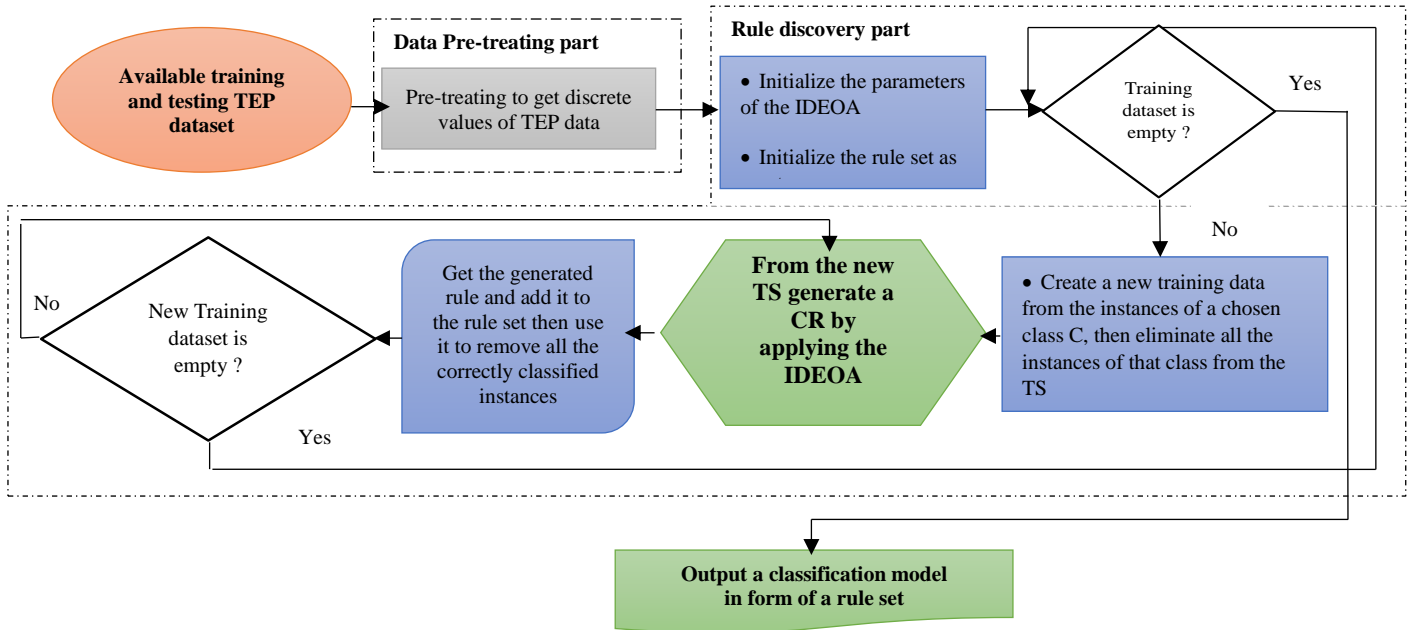 Available training
and testing TEP
dataset
Data Pre-treating part
Pre-treating to get discrete
values of TEP data
Rule discovery part
• Initialize the parameters
of the IDEOA
• Initialize the rule set as
Training
dataset is
empty ?
Yes
No
• Create a new training data
from the instances of a chosen
class C, then eliminate all the
instances of that class from the
TS
From the new
TS generate a
CR by
applying the
IDEOA
Get the generated
rule and add it to
the rule set then use
it to remove all the
correctly classified
instances
No
New Training
dataset is
empty ?
Yes
Output a classification model
in form of a rule set